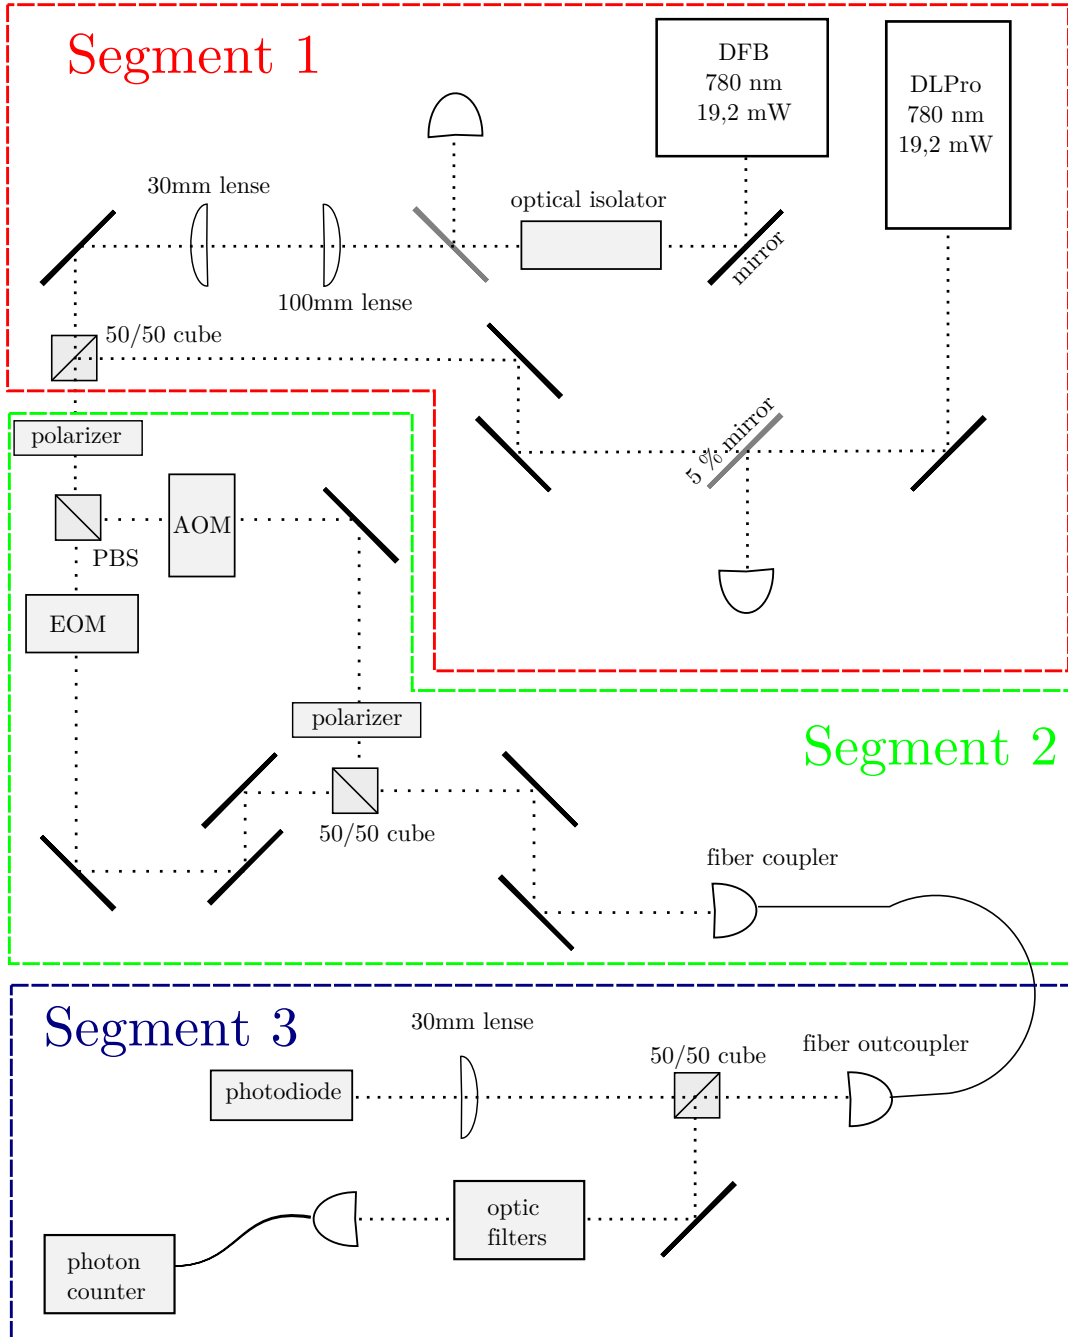 Segment 1
DFB
780 nm
19,2 mW
DLPro
780 nm
19,2 mW
30mm lense
optical isolator
mirror
100mm lense
50/50 cube
5 % mirror
polarizer
AOM
PBS
EOM
polarizer
Segment 2
50/50 cube
fiber coupler
Segment 3
30mm lense
50/50 cube
fiber outcoupler
photodiode
optic
filters
photon
counter